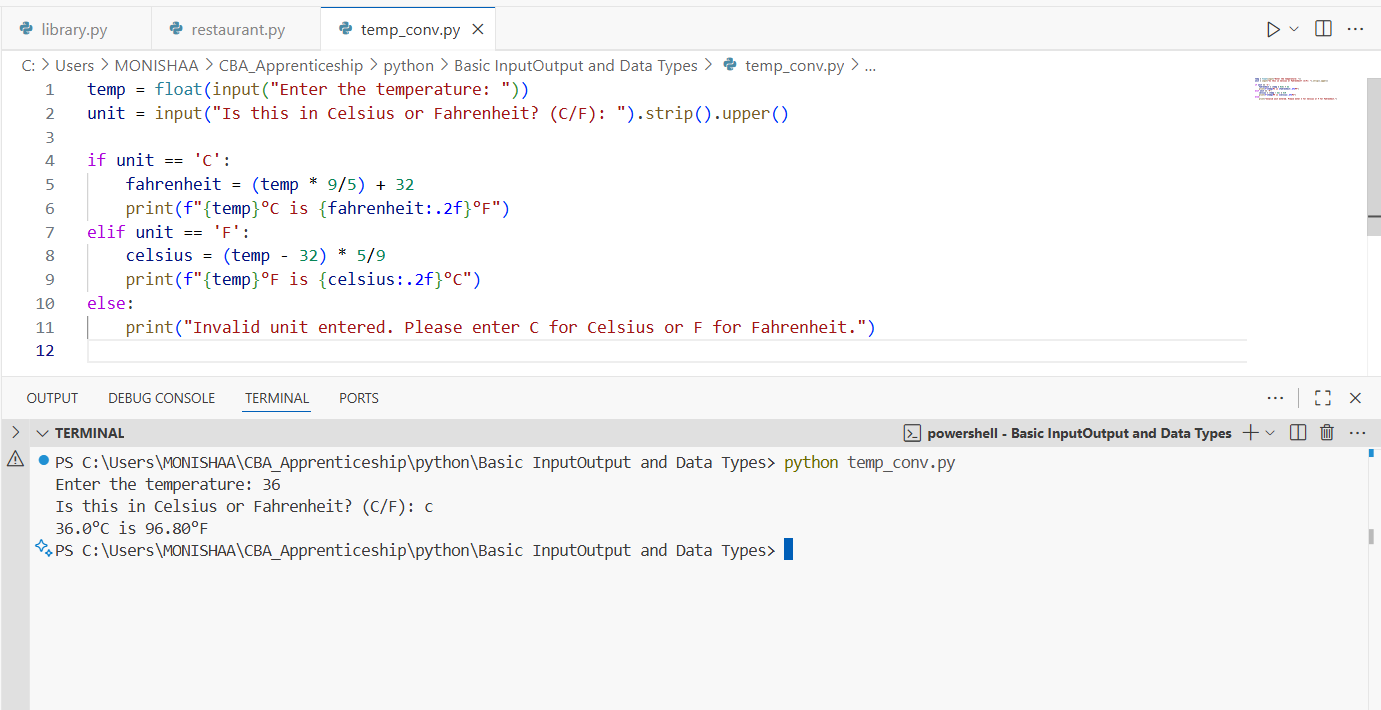 library.py restaurant.py temp_conv.py
C: > Users > MONISHAA > CBA_Apprenticeship > python > Basic InputOutput and Data Types > temp_conv.py > ...
1 temp = float(input("Enter the temperature: "))
2 unit = input("Is this in Celsius or Fahrenheit? (C/F): ").strip().upper()
3
4 if unit == 'C':
5     fahrenheit = (temp * 9/5) + 32
6     print(f"{temp}°C is {fahrenheit:.2f}°F")
7 elif unit == 'F':
8     celsius = (temp - 32) * 5/9
9     print(f"{temp}°F is {celsius:.2f}°C")
10 else:
11     print("Invalid unit entered. Please enter C for Celsius or F for Fahrenheit.")
12
OUTPUT DEBUG CONSOLE TERMINAL PORTS
TERMINAL powershell - Basic InputOutput and Data Types
PS C:\Users\MONISHAA\CBA_Apprenticeship\python\Basic InputOutput and Data Types> python temp_conv.py
Enter the temperature: 36
Is this in Celsius or Fahrenheit? (C/F): c
36.0°C is 96.80°F
PS C:\Users\MONISHAA\CBA_Apprenticeship\python\Basic InputOutput and Data Types>